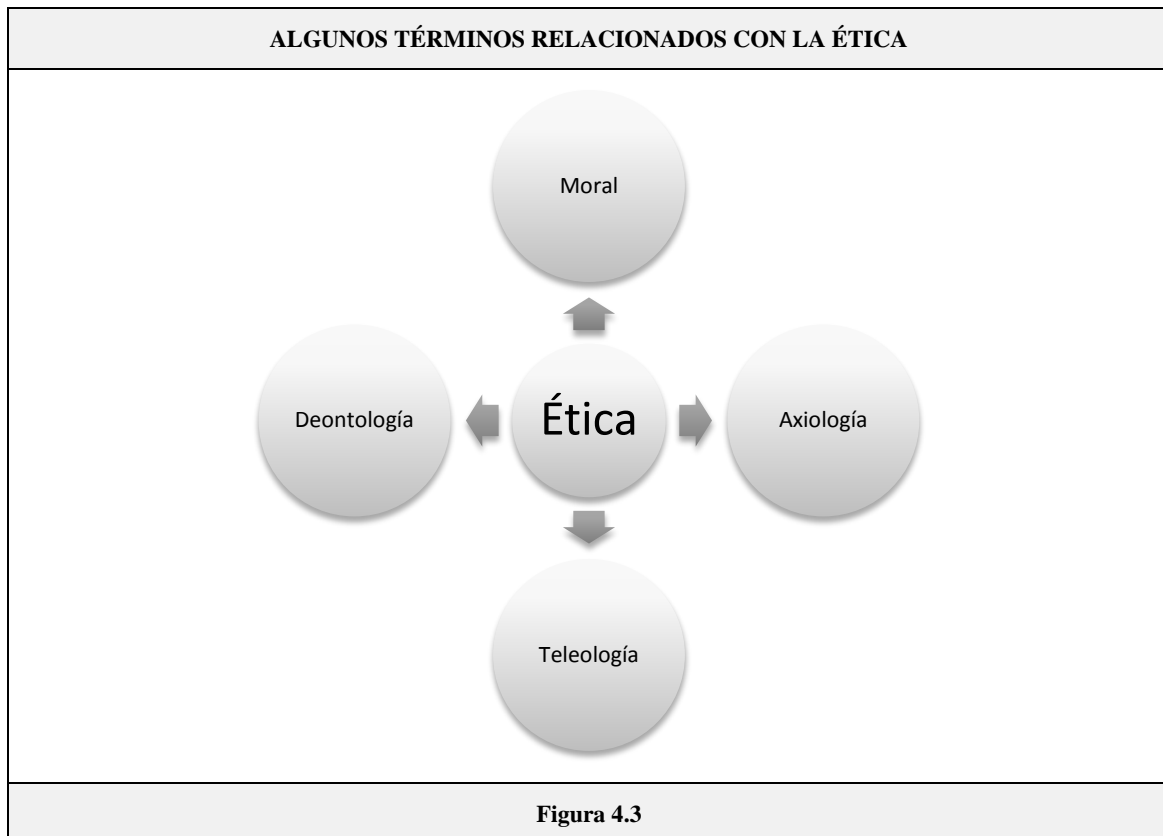 ALGUNOS TÉRMINOS RELACIONADOS CON LA ÉTICA
Moral
Deontología
Ética
Axiología
Teleología
Figura 4.3